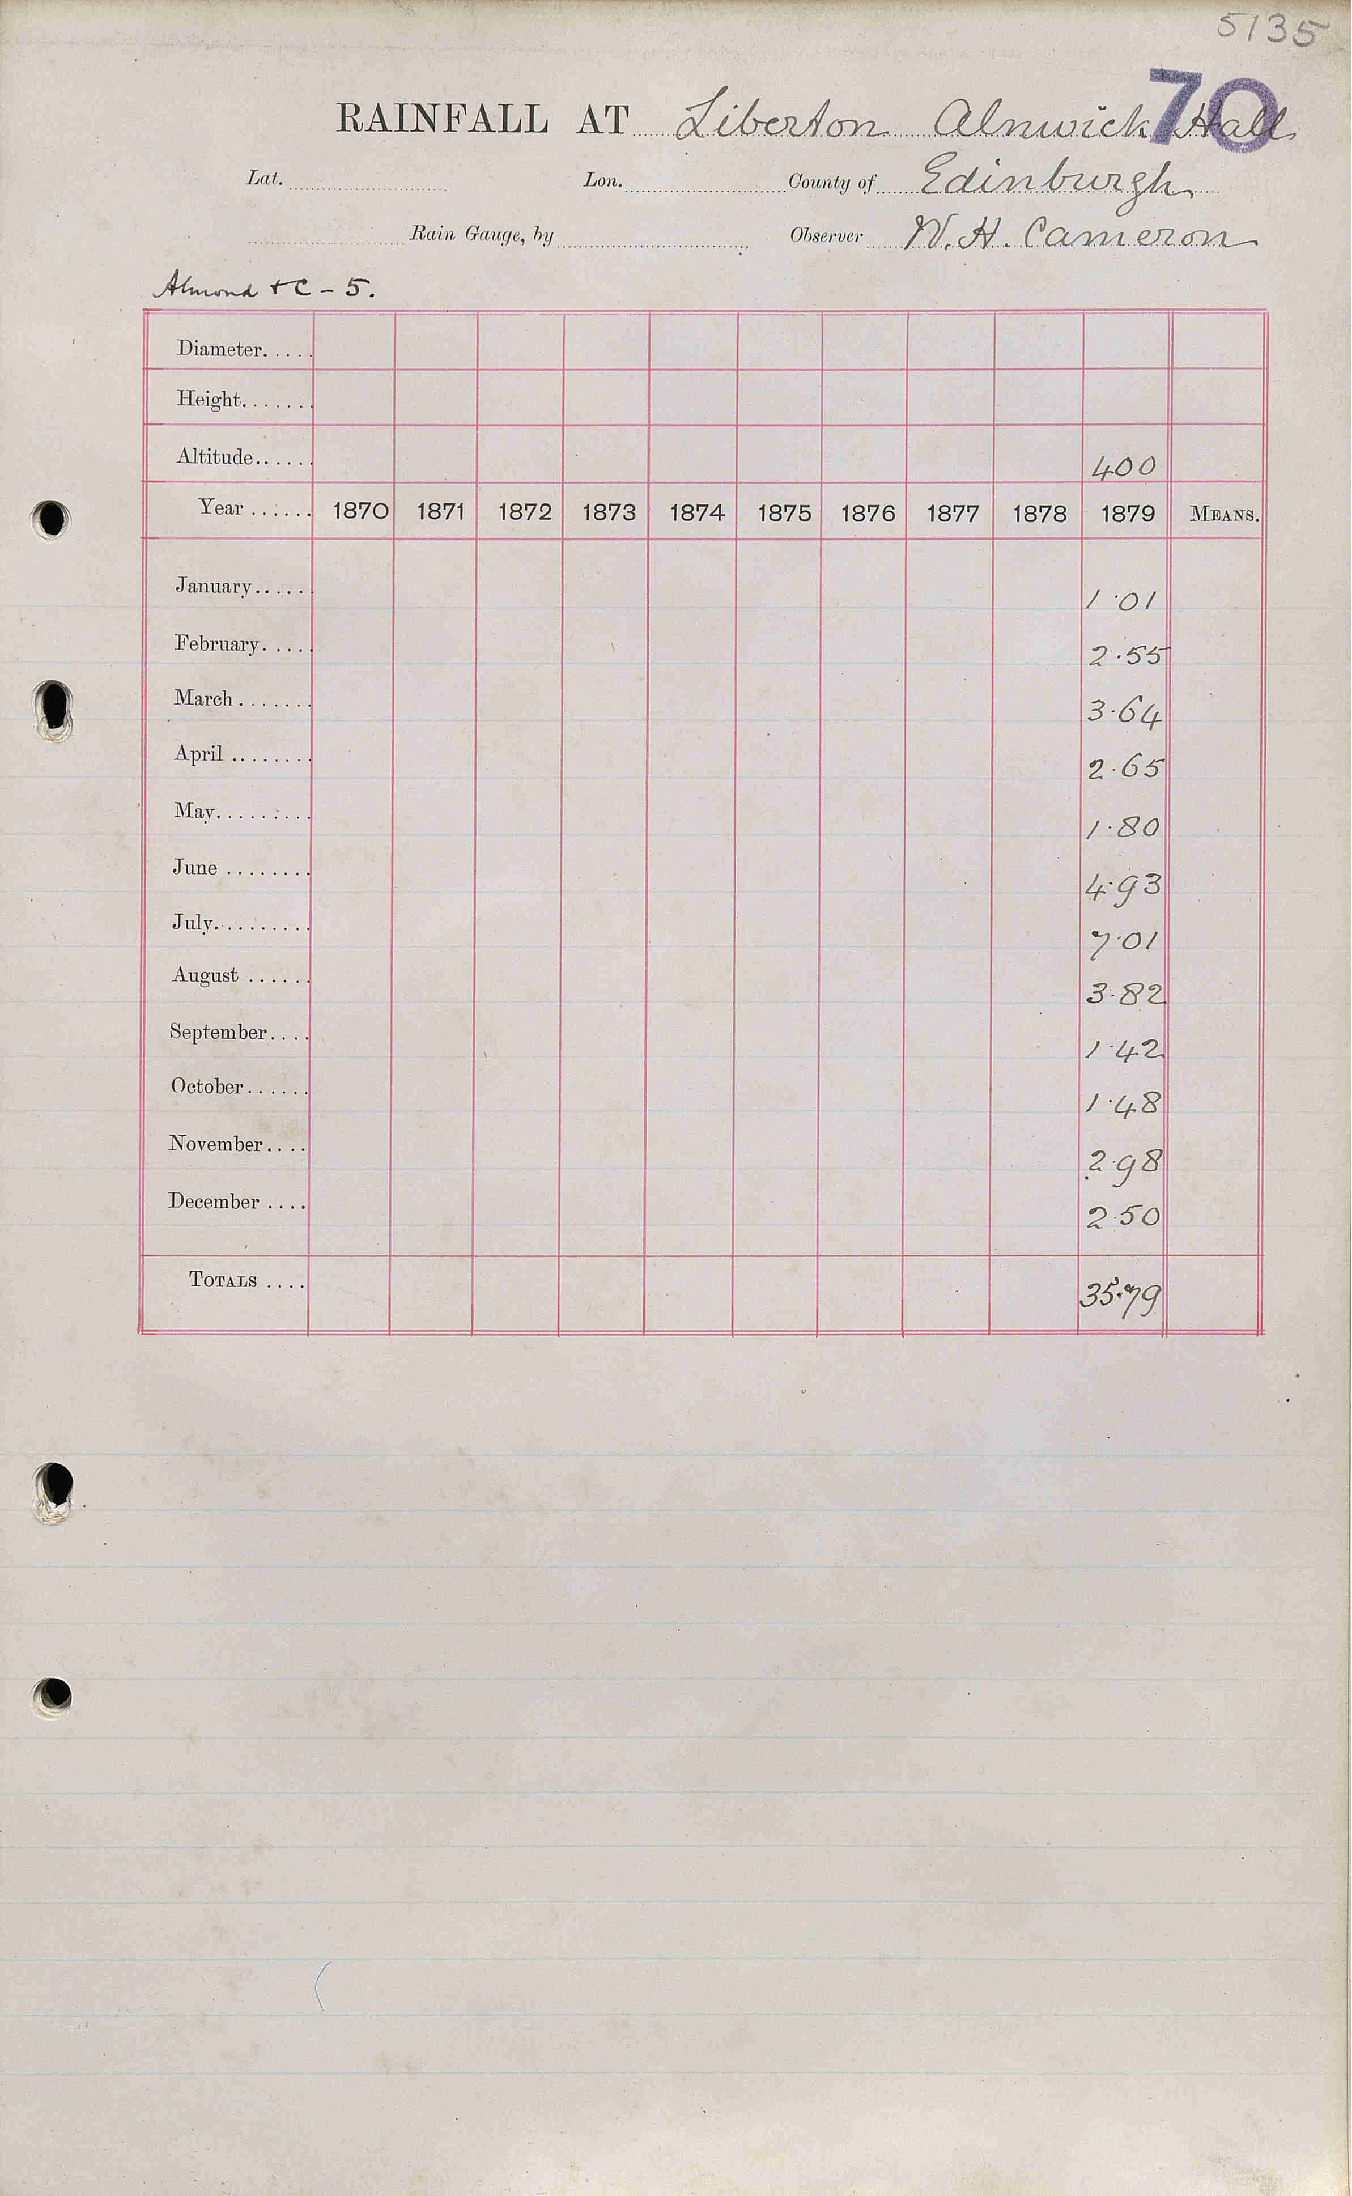 5135
70
RAINFALL AT Liberton Alnwick Hall
Lat. Lon. County of Edinburgh
Rain Gauge, by Observer W. H. Cameron
Almond & C - 5.
Diameter.....
Height.......
Altitude...... 400
Year ...... 1870 1871 1872 1873 1874 1875 1876 1877 1878 1879 MEANS.
January...... 1.01
February..... 2.55
March ....... 3.64
April ........ 2.65
May......... 1.80
June ........ 4.93
July......... 7.01
August ...... 3.82
September.... 1.42
October...... 1.48
November.... 2.98
December .... 2.50
TOTALS .... 35.79